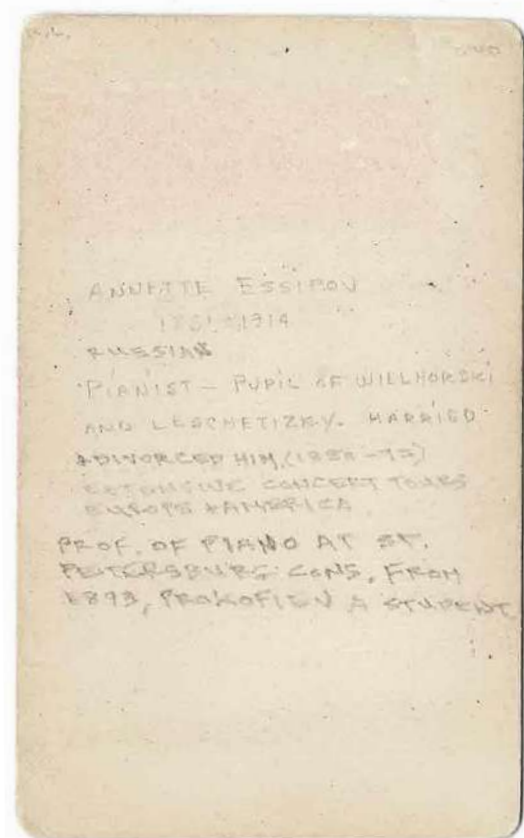 ANNETTE ESSIPOV
1851-1914
RUSSIAN
PIANIST - PUPIL OF WIELHORSKI
AND LESCHETIZKY. MARRIED
+ DIVORCED HIM, (1880-92)
EXTENSIVE CONCERT TOURS
EUROPE + AMERICA
PROF. OF PIANO AT ST.
PETERSBURG CONS, FROM
1893, PROKOFIEV A STUDENT